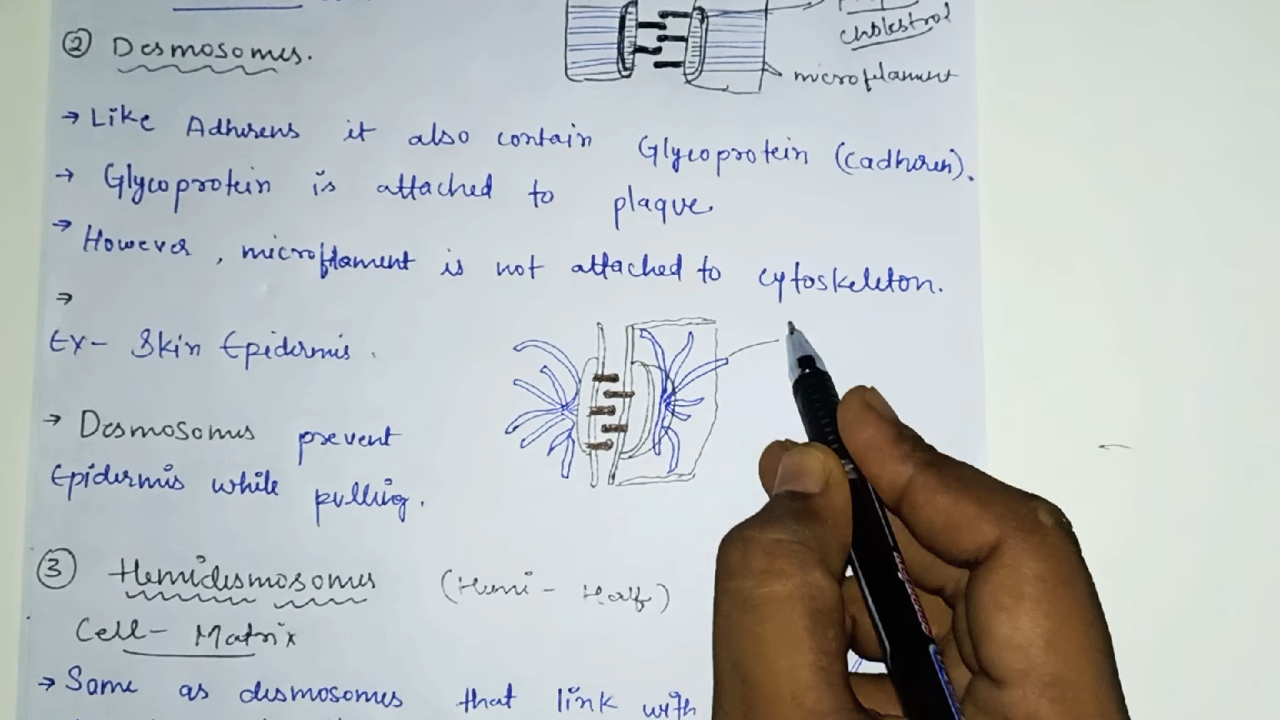 cholestrol
② Desmosomes.
microfilament
→ Like Adherens it also contain Glycoprotein (cadheren).
→ Glycoprotein is attached to plaque
→ However, microfilament is not attached to cytoskeleton.
→
Ex- Skin Epidermis.
→ Desmosomes prevent
Epidermis while pulling.
③ Hemidesmosomes (Hemi - Half)
Cell- Matrix
→ Same as desmosomes that link with